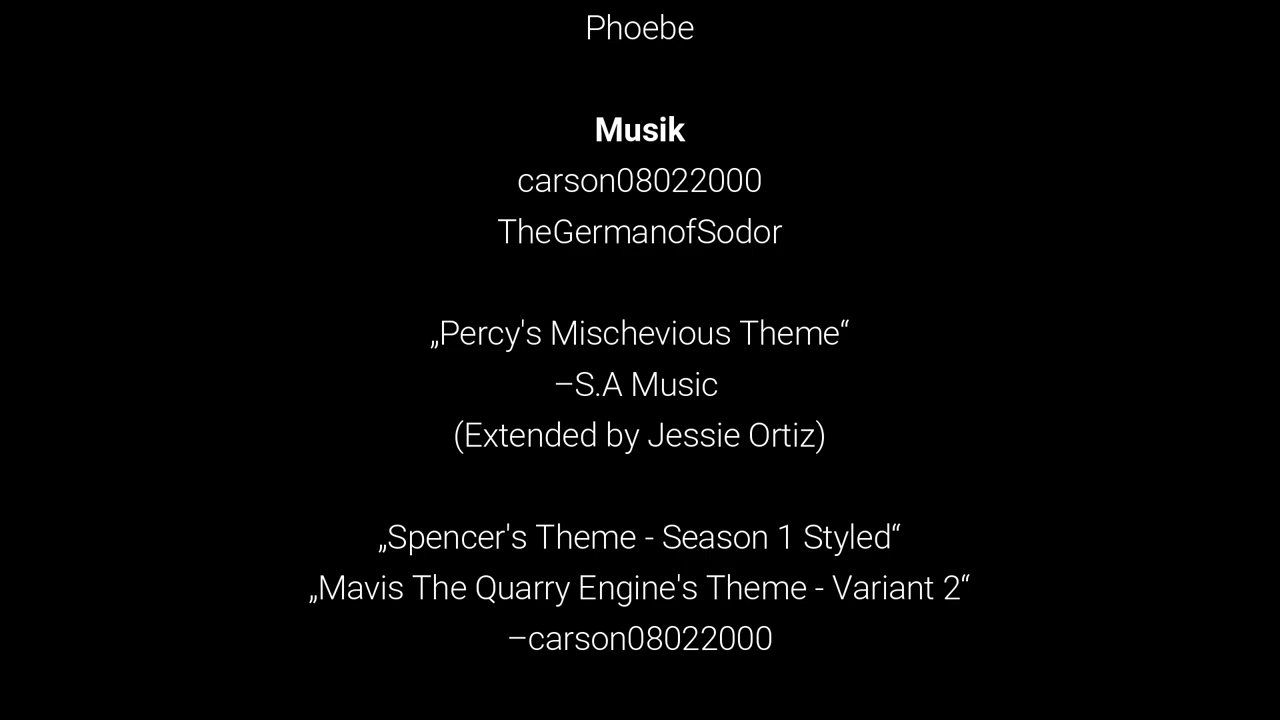 Phoebe
Musik
carson08022000
TheGermanofSodor
„Percy's Mischevious Theme“
–S.A Music
(Extended by Jessie Ortiz)
„Spencer's Theme - Season 1 Styled“
„Mavis The Quarry Engine's Theme - Variant 2“
–carson08022000